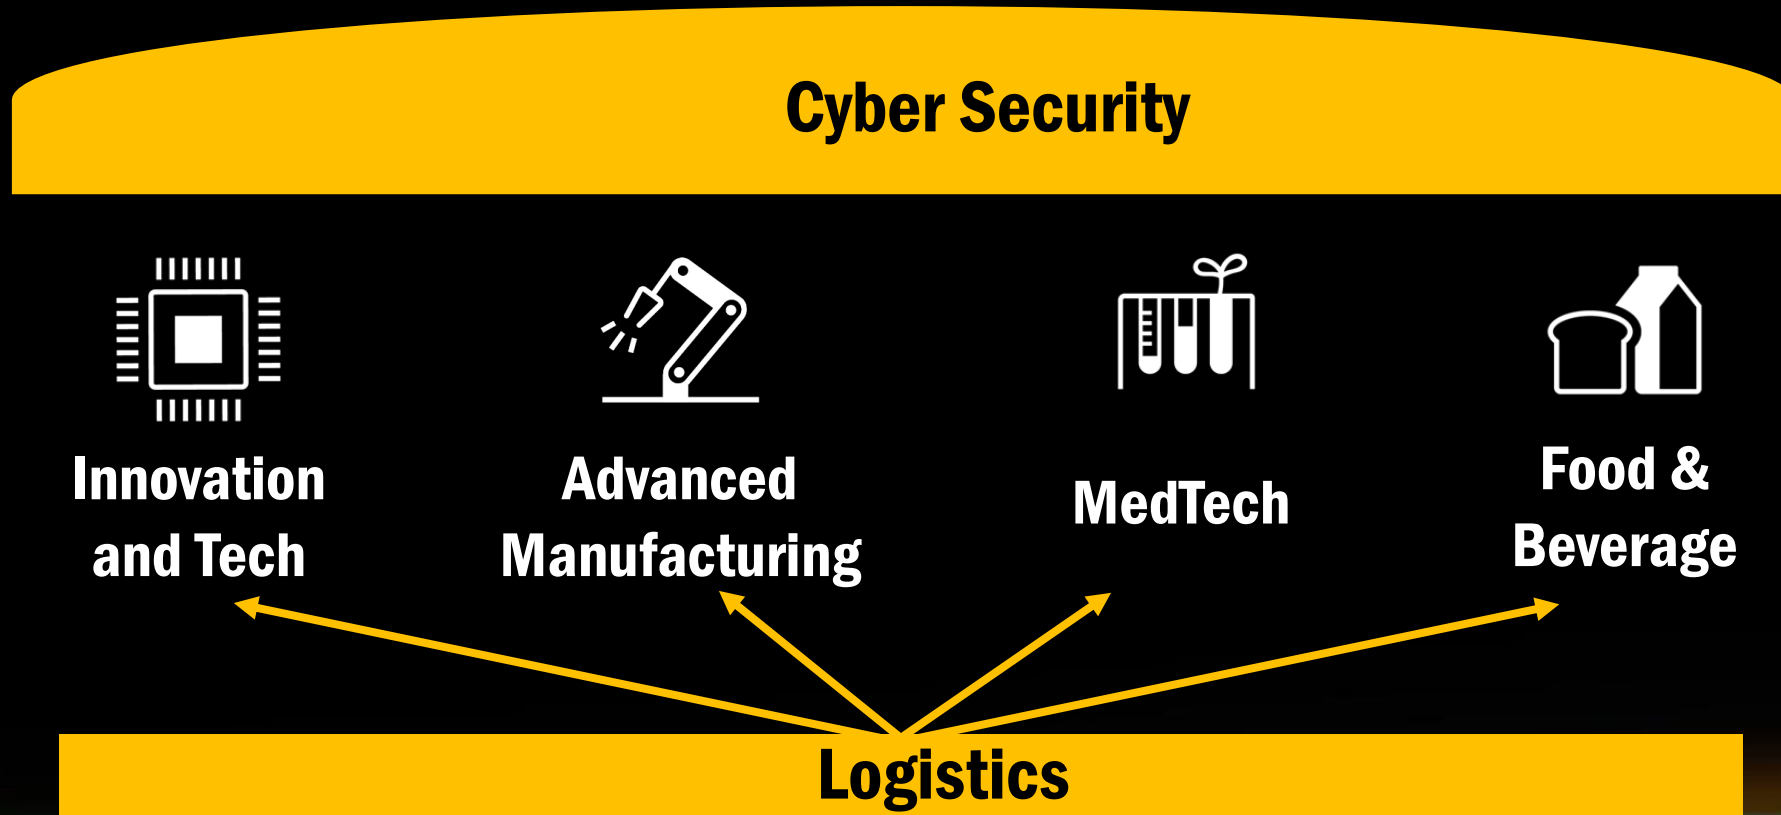 Cyber Security
Innovation
and Tech
Advanced
Manufacturing
MedTech
Food &
Beverage
Logistics